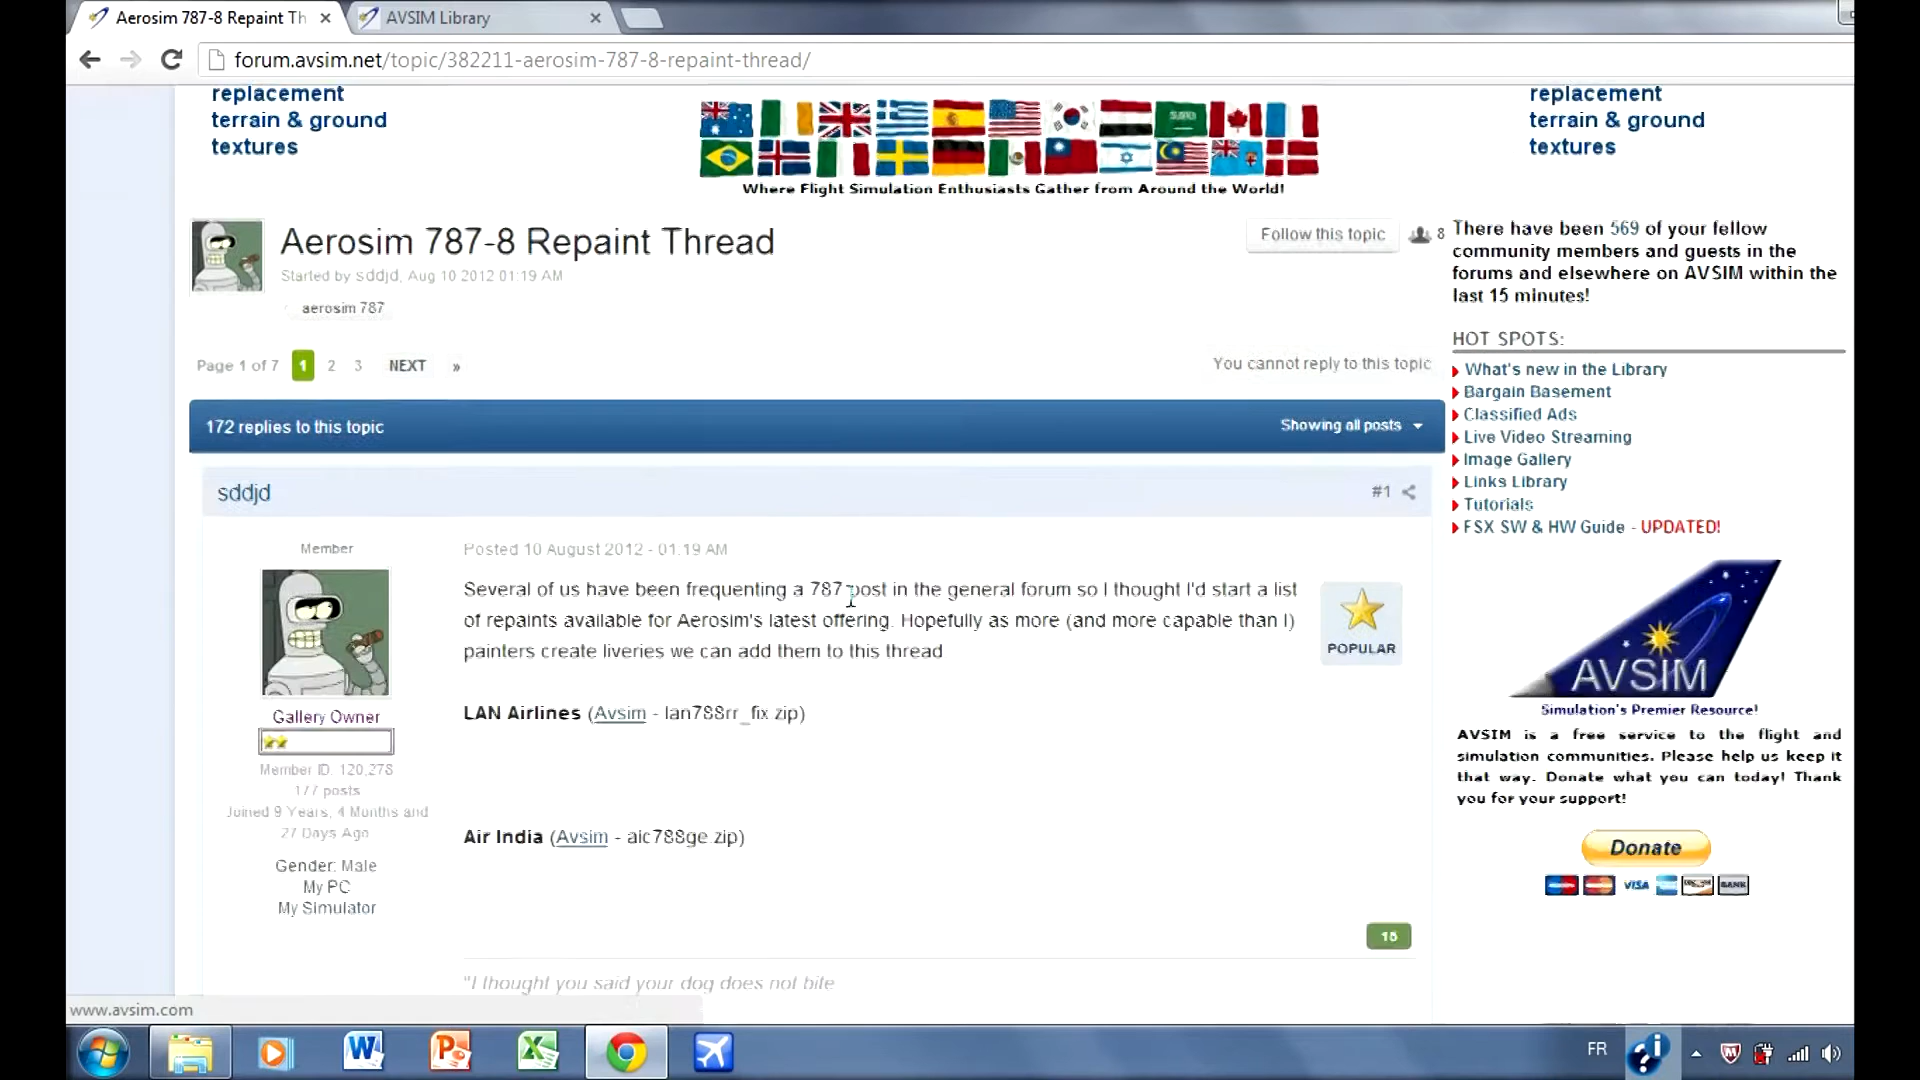 Aerosim 787-8 Repaint Th
AVSIM Library
forum.avsim.net/topic/382211-aerosim-787-8-repaint-thread/
replacement
terrain & ground
textures
Where Flight Simulation Enthusiasts Gather from Around the World!
replacement
terrain & ground
textures
Aerosim 787-8 Repaint Thread
Started by sddjd, Aug 10 2012 01:19 AM
aerosim 787
Follow this topic
8
Page 1 of 7 1 2 3 NEXT »
You cannot reply to this topic
172 replies to this topic
Showing all posts
sddjd
#1
Member
Gallery Owner
Member ID: 120,278
177 posts
Joined 9 Years, 4 Months and
27 Days Ago
Gender: Male
My PC
My Simulator
Posted 10 August 2012 - 01:19 AM
Several of us have been frequenting a 787 post in the general forum so I thought I'd start a list
of repaints available for Aerosim's latest offering. Hopefully as more (and more capable than I)
painters create liveries we can add them to this thread
POPULAR
LAN Airlines (Avsim - lan788rr_fix.zip)
Air India (Avsim - aic788ge.zip)
15
"I thought you said your dog does not bite
There have been 569 of your fellow
community members and guests in the
forums and elsewhere on AVSIM within the
last 15 minutes!
HOT SPOTS:
What's new in the Library
Bargain Basement
Classified Ads
Live Video Streaming
Image Gallery
Links Library
Tutorials
FSX SW & HW Guide - UPDATED!
AVSIM
Simulation's Premier Resource!
AVSIM is a free service to the flight and
simulation communities. Please help us keep it
that way. Donate what you can today! Thank
you for your support!
Donate
VISA
BANK
www.avsim.com
FR